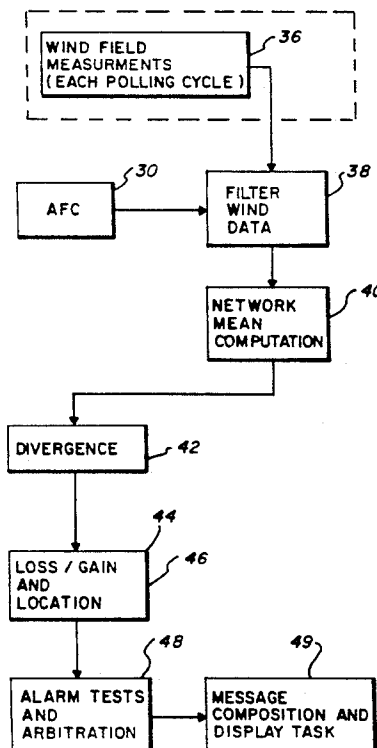 WIND FIELD
MEASURMENTS
(EACH POLLING CYCLE)
36
30
AFC
38
FILTER
WIND
DATA
40
NETWORK
MEAN
COMPUTATION
DIVERGENCE
42
44
LOSS / GAIN
AND
LOCATION
46
48
ALARM TESTS
AND
ARBITRATION
49
MESSAGE
COMPOSITION AND
DISPLAY TASK